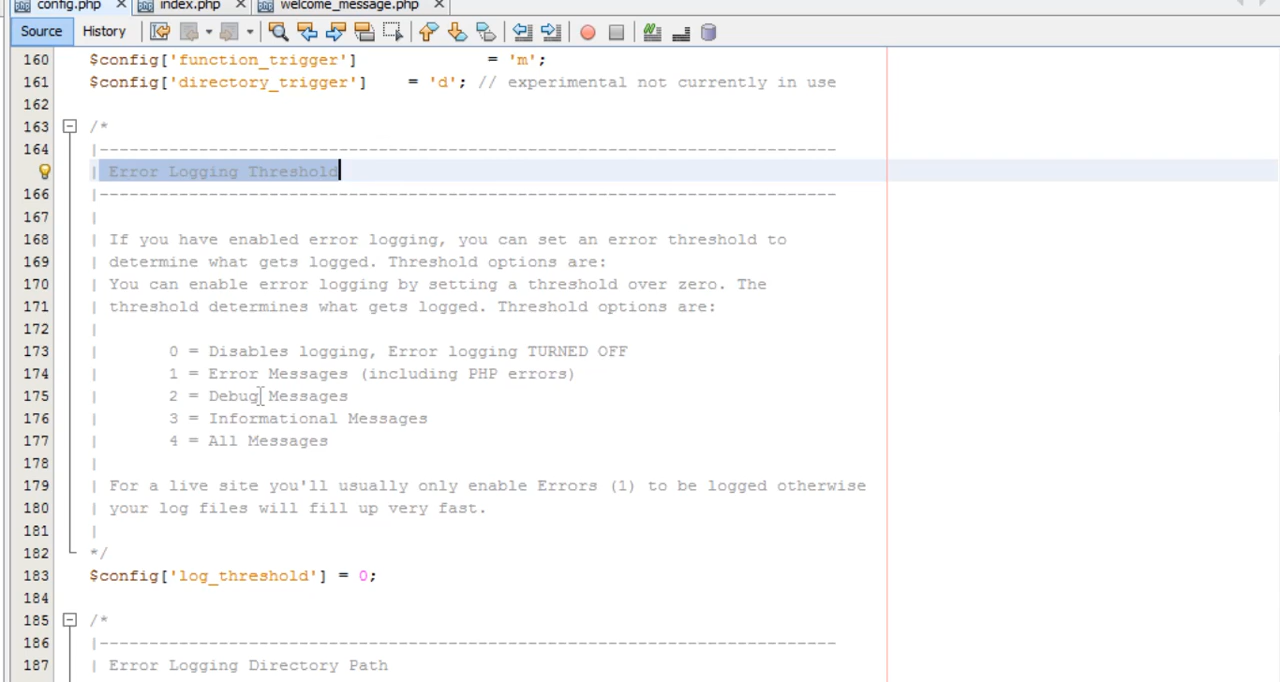 config.php index.php welcome_message.php
Source History
160 $config['function_trigger'] = 'm';
161 $config['directory_trigger'] = 'd'; // experimental not currently in use
162
163 /*
164 |--------------------------------------------------------------------------
| Error Logging Threshold
166 |--------------------------------------------------------------------------
167 |
168 | If you have enabled error logging, you can set an error threshold to
169 | determine what gets logged. Threshold options are:
170 | You can enable error logging by setting a threshold over zero. The
171 | threshold determines what gets logged. Threshold options are:
172 |
173 | 0 = Disables logging, Error logging TURNED OFF
174 | 1 = Error Messages (including PHP errors)
175 | 2 = Debug Messages
176 | 3 = Informational Messages
177 | 4 = All Messages
178 |
179 | For a live site you'll usually only enable Errors (1) to be logged otherwise
180 | your log files will fill up very fast.
181 |
182 */
183 $config['log_threshold'] = 0;
184
185 /*
186 |--------------------------------------------------------------------------
187 | Error Logging Directory Path